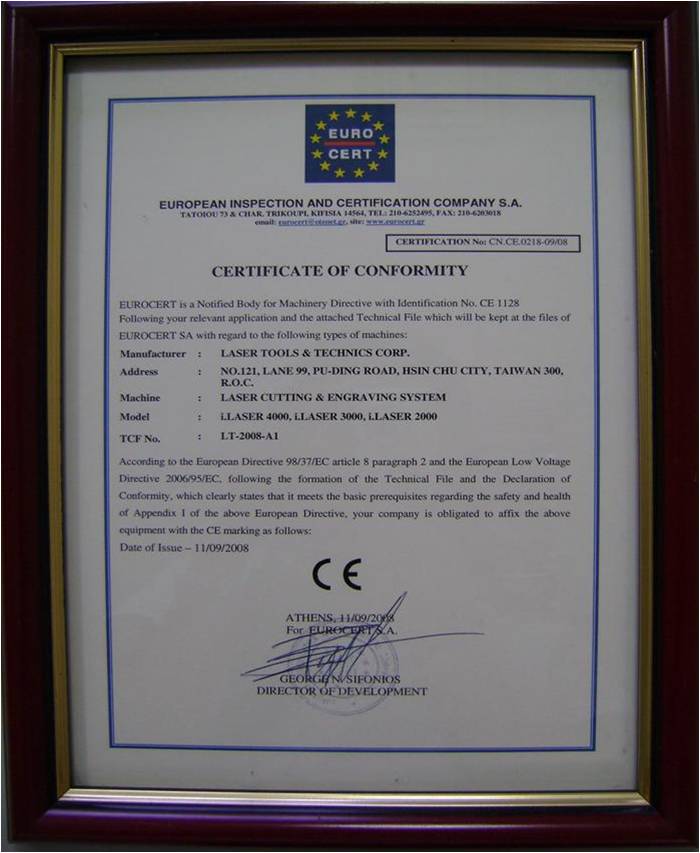 EURO
CERT
EUROPEAN INSPECTION AND CERTIFICATION COMPANY S.A.
TATOIOU 73 & CHAR. TRIKOUPI, KIFISIA 14564, TEL: 210-6252495, FAX: 210-6203018
email: eurocert@otenet.gr, site: www.eurocert.gr
CERTIFICATION No: CN.CE.0218-09/08
CERTIFICATE OF CONFORMITY
EUROCERT is a Notified Body for Machinery Directive with Identification No. CE 1128
Following your relevant application and the attached Technical File which will be kept at the files of
EUROCERT SA with regard to the following types of machines:
Manufacturer : LASER TOOLS & TECHNICS CORP.
Address : NO.121, LANE 99, PU-DING ROAD, HSIN CHU CITY, TAIWAN 300,
R.O.C.
Machine : LASER CUTTING & ENGRAVING SYSTEM
Model : i.LASER 4000, i.LASER 3000, i.LASER 2000
TCF No. : LT-2008-A1
According to the European Directive 98/37/EC article 8 paragraph 2 and the European Low Voltage
Directive 2006/95/EC, following the formation of the Technical File and the Declaration of
Conformity, which clearly states that it meets the basic prerequisites regarding the safety and health
of Appendix I of the above European Directive, your company is obligated to affix the above
equipment with the CE marking as follows:
Date of Issue – 11/09/2008
CE
ATHENS, 11/09/2008
For EUROCERT S.A.
GEORGE N. SIFONIOS
DIRECTOR OF DEVELOPMENT